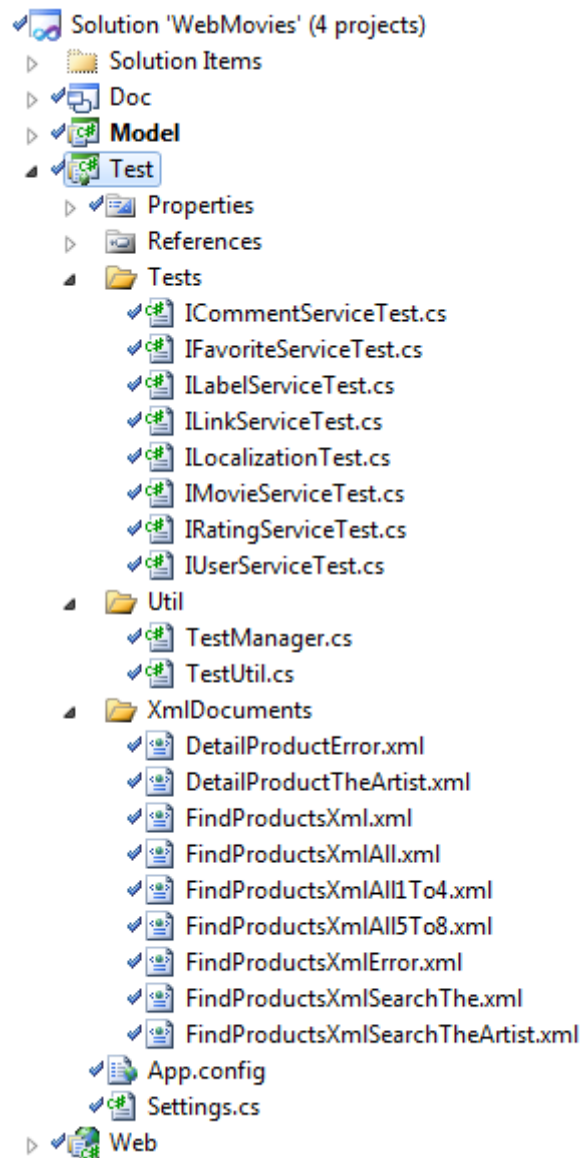 Solution 'WebMovies' (4 projects)
Solution Items
Doc
Model
Test
Properties
References
Tests
ICommentServiceTest.cs
IFavoriteServiceTest.cs
ILabelServiceTest.cs
ILinkServiceTest.cs
ILocalizationTest.cs
IMovieServiceTest.cs
IRatingServiceTest.cs
IUserServiceTest.cs
Util
TestManager.cs
TestUtil.cs
XmlDocuments
DetailProductError.xml
DetailProductTheArtist.xml
FindProductsXml.xml
FindProductsXmlAll.xml
FindProductsXmlAll1To4.xml
FindProductsXmlAll5To8.xml
FindProductsXmlError.xml
FindProductsXmlSearchThe.xml
FindProductsXmlSearchTheArtist.xml
App.config
Settings.cs
Web